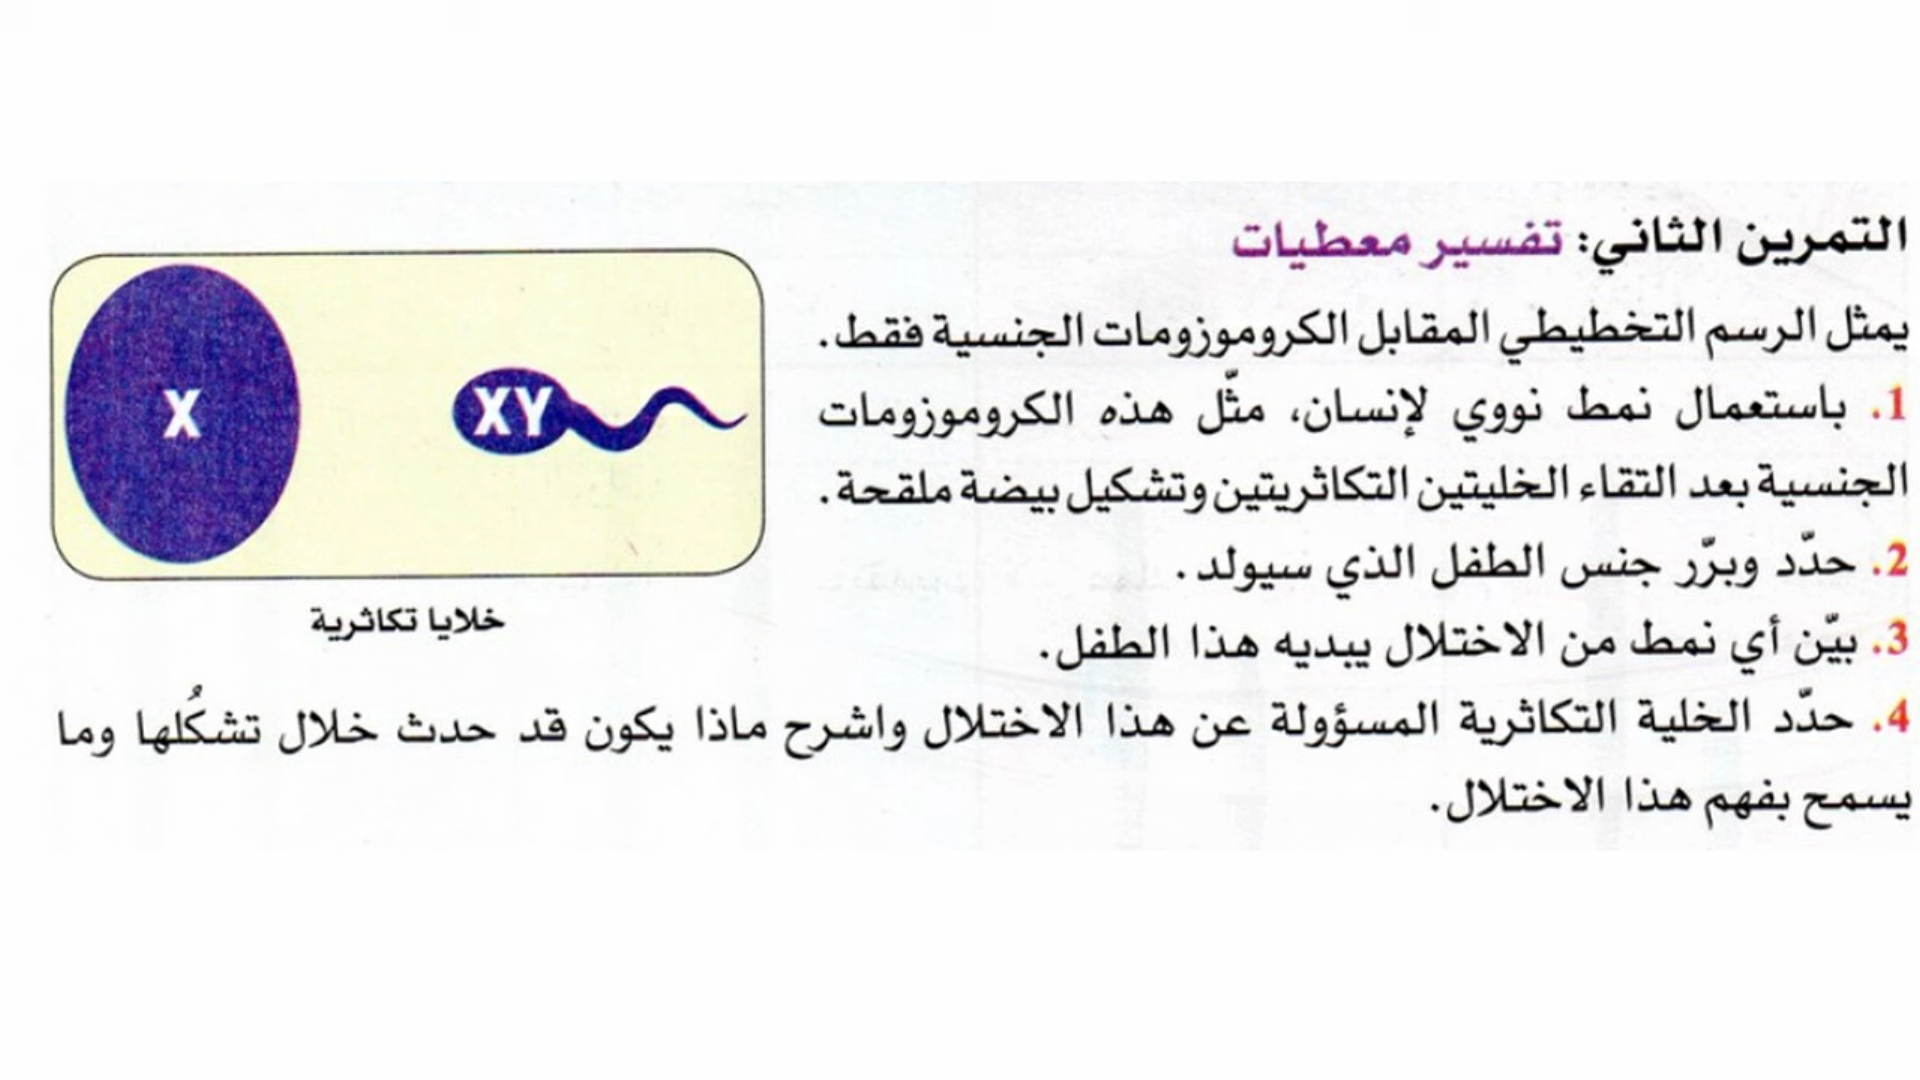 التمرين الثاني: تفسير معطيات
يمثل الرسم التخطيطي المقابل الكروموزومات الجنسية فقط.
1. باستعمال نمط نووي لإنسان، مثّل هذه الكروموزومات
الجنسية بعد التقاء الخليتين التكاثريتين وتشكيل بيضة ملقحة.
2. حدّد وبرّر جنس الطفل الذي سيولد.
3. بيّن أي نمط من الاختلال يبديه هذا الطفل.
4. حدّد الخلية التكاثرية المسؤولة عن هذا الاختلال واشرح ماذا يكون قد حدث خلال تشكُلها وما
يسمح بفهم هذا الاختلال.
X
XY
خلايا تكاثرية